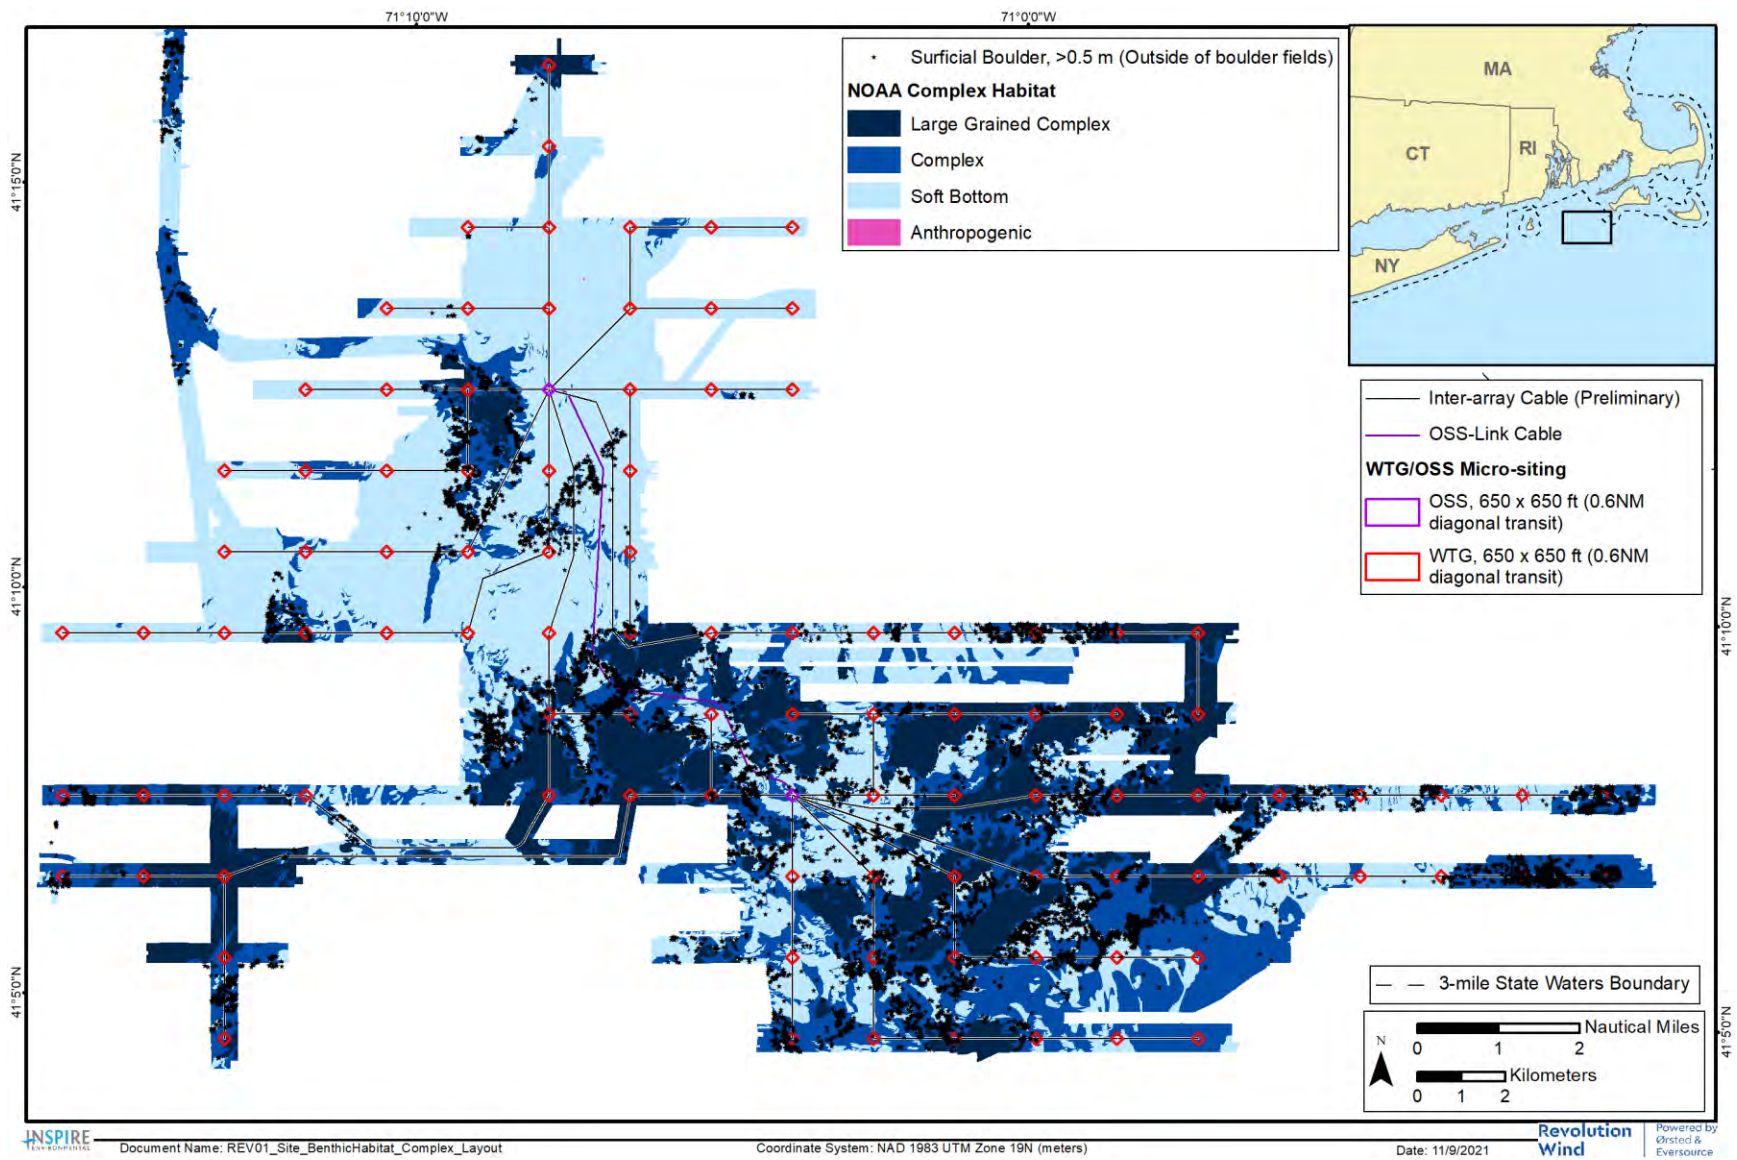 71°10'0"W
71°0'0"W
Surficial Boulder, >0.5 m (Outside of boulder fields)
NOAA Complex Habitat
Large Grained Complex
Complex
Soft Bottom
Anthropogenic
MA
CT
RI
NY
41°15'0"N
Inter-array Cable (Preliminary)
OSS-Link Cable
WTG/OSS Micro-siting
OSS, 650 x 650 ft (0.6NM
diagonal transit)
WTG, 650 x 650 ft (0.6NM
diagonal transit)
41°10'0"N
41°10'0"N
3-mile State Waters Boundary
41°5'0"N
41°5'0"N
N
Nautical Miles
0 1 2
Kilometers
0 1 2
INSPIRE
ENVIRONMENTAL
Document Name: REV01_Site_BenthicHabitat_Complex_Layout
Coordinate System: NAD 1983 UTM Zone 19N (meters)
Date: 11/9/2021
Revolution
Wind
Powered by
Ørsted &
Eversource